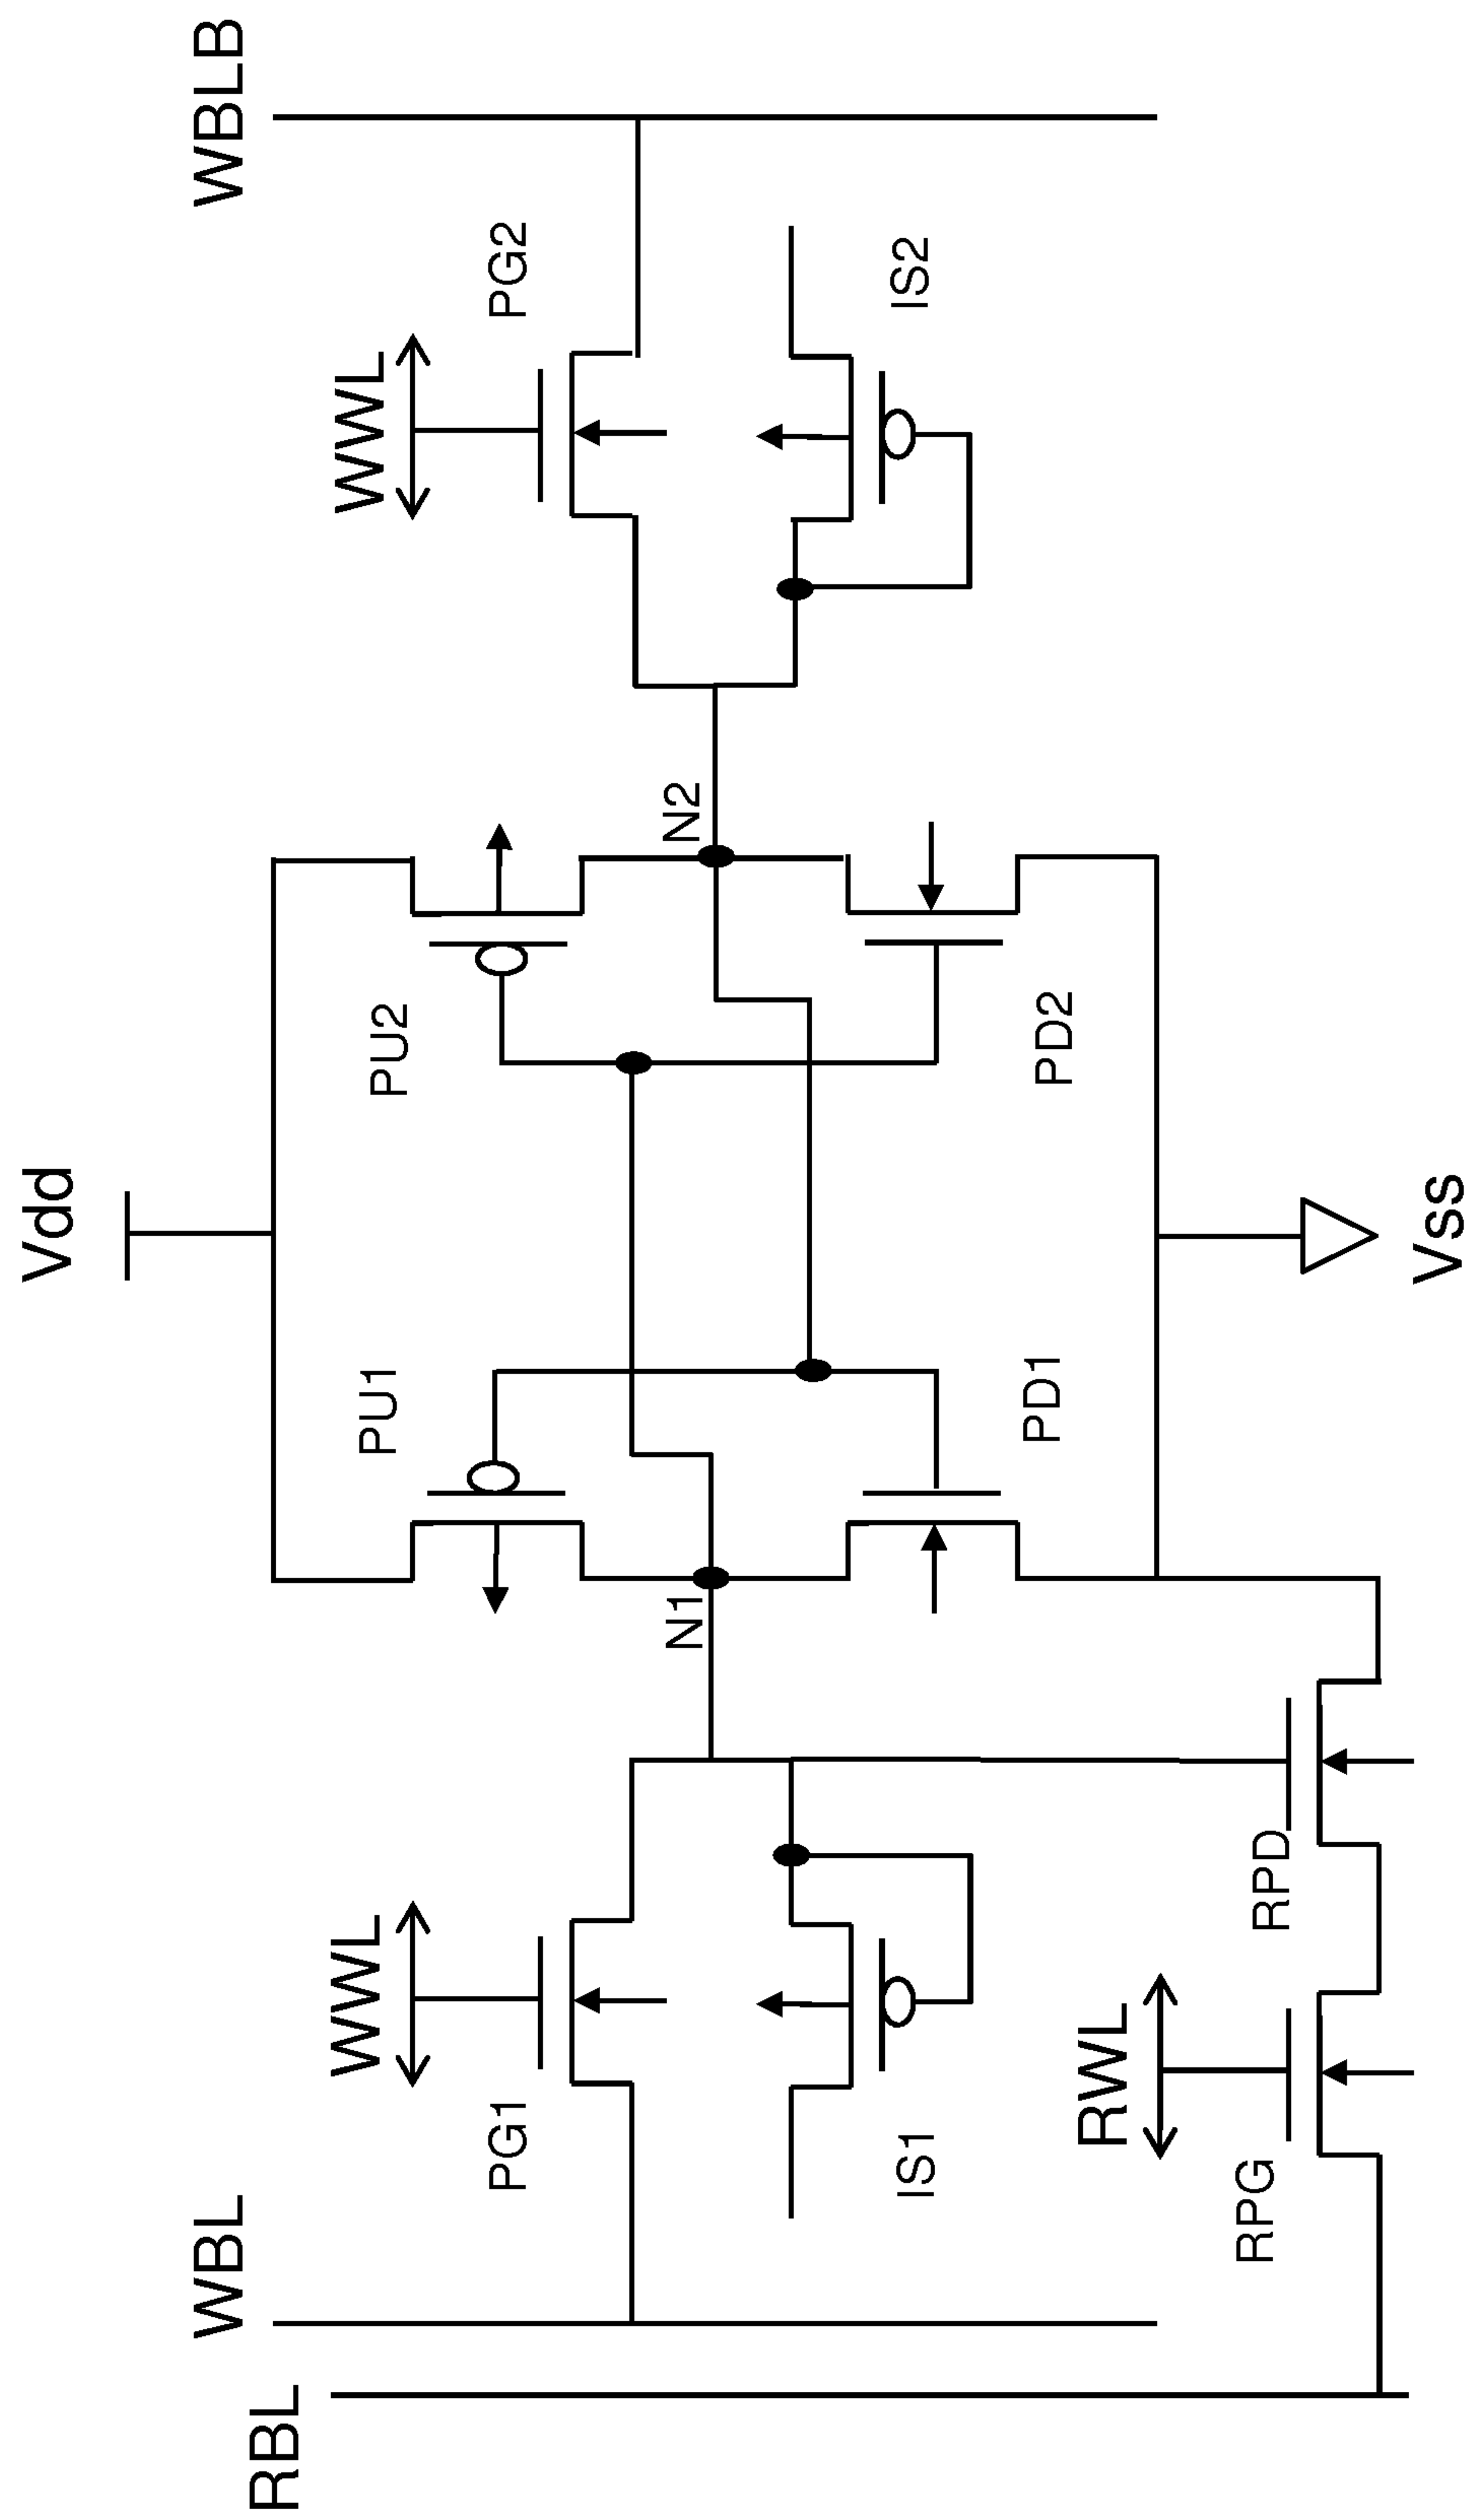 Vdd
RBL
WBL
WBLB
WWL
WWL
PU1
PU2
PG1
PG2
N1
N2
IS1
IS2
PD1
PD2
RWL
RPG
RPD
Vss